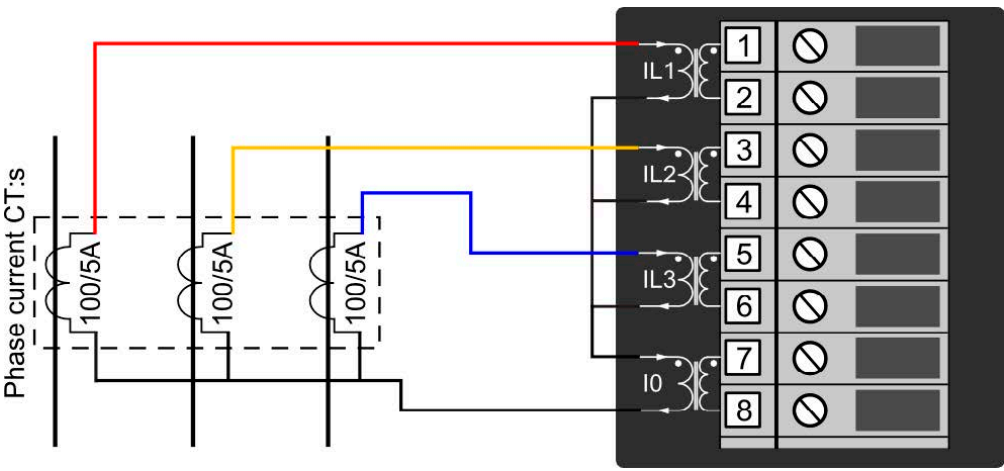 Phase current CT:s
100/5A
100/5A
100/5A
IL1
IL2
IL3
I0
1
2
3
4
5
6
7
8